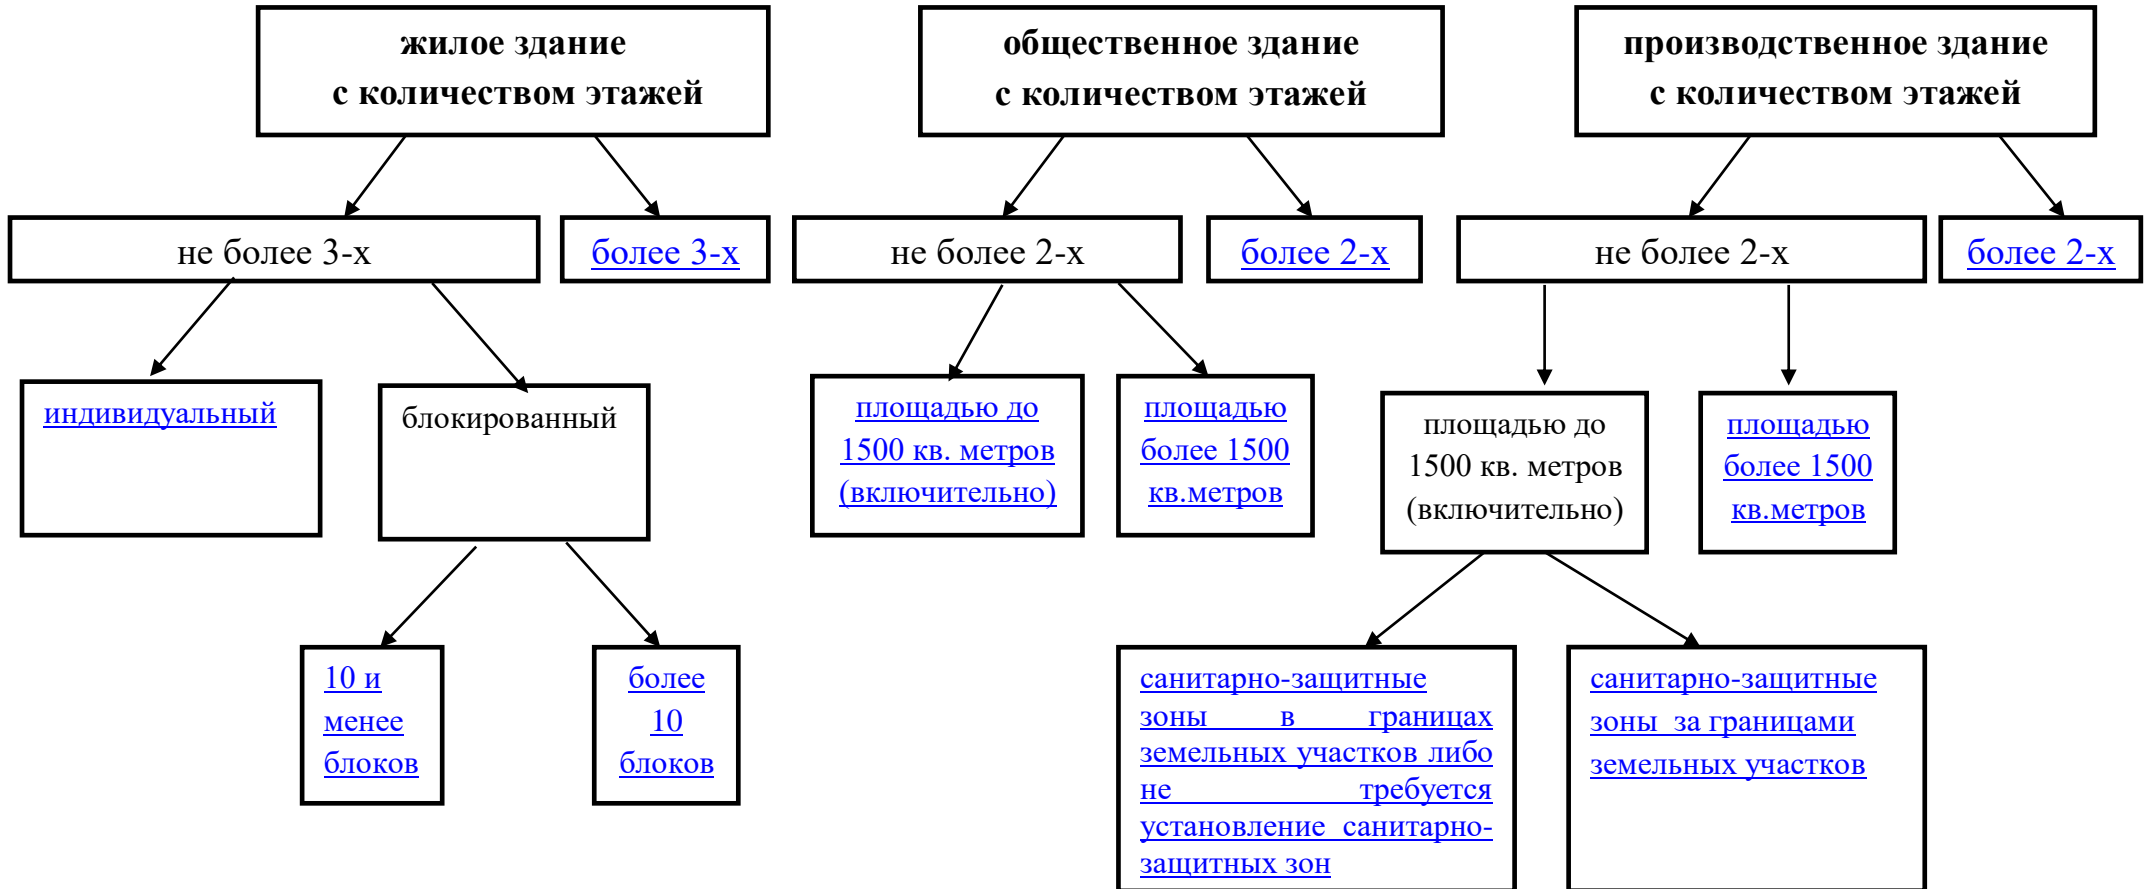 жилое здание
с количеством этажей
общественное здание
с количеством этажей
производственное здание
с количеством этажей
не более 3-х
более 3-х
не более 2-х
более 2-х
не более 2-х
более 2-х
индивидуальный
блокированный
площадью до
1500 кв. метров
(включительно)
площадью
более 1500
кв.метров
площадью до
1500 кв. метров
(включительно)
площадью
более 1500
кв.метров
10 и
менее
блоков
более
10
блоков
санитарно-защитные
зоны в границах
земельных участков либо
не требуется
установление санитарно-
защитных зон
санитарно-защитные
зоны за границами
земельных участков